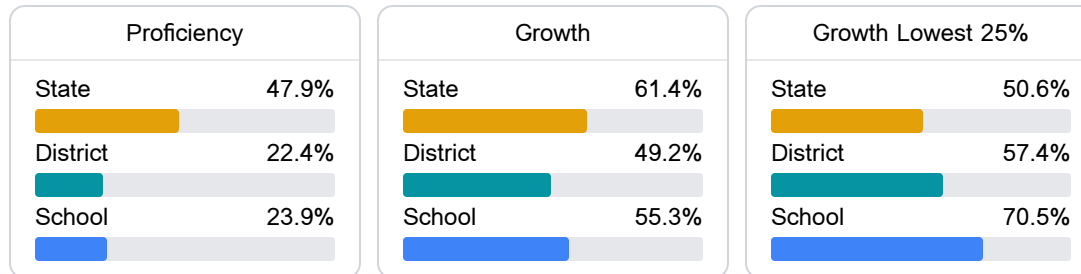 Proficiency
State 47.9%
District 22.4%
School 23.9%
Growth
State 61.4%
District 49.2%
School 55.3%
Growth Lowest 25%
State 50.6%
District 57.4%
School 70.5%